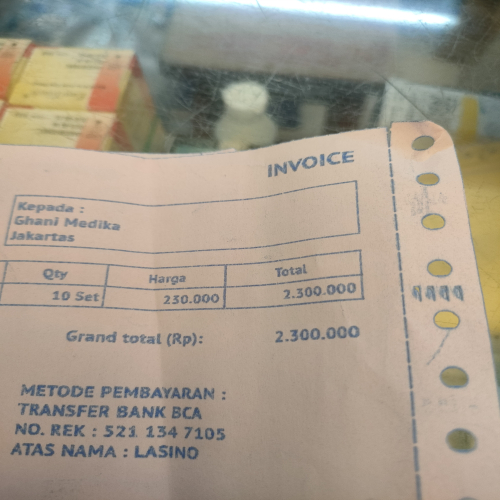 INVOICE
Kepada :
Ghani Medika
Jakartas
Qty Harga Total
10 Set 230.000 2.300.000
Grand total (Rp): 2.300.000
METODE PEMBAYARAN :
TRANSFER BANK BCA
NO. REK : 521 134 7105
ATAS NAMA : LASINO